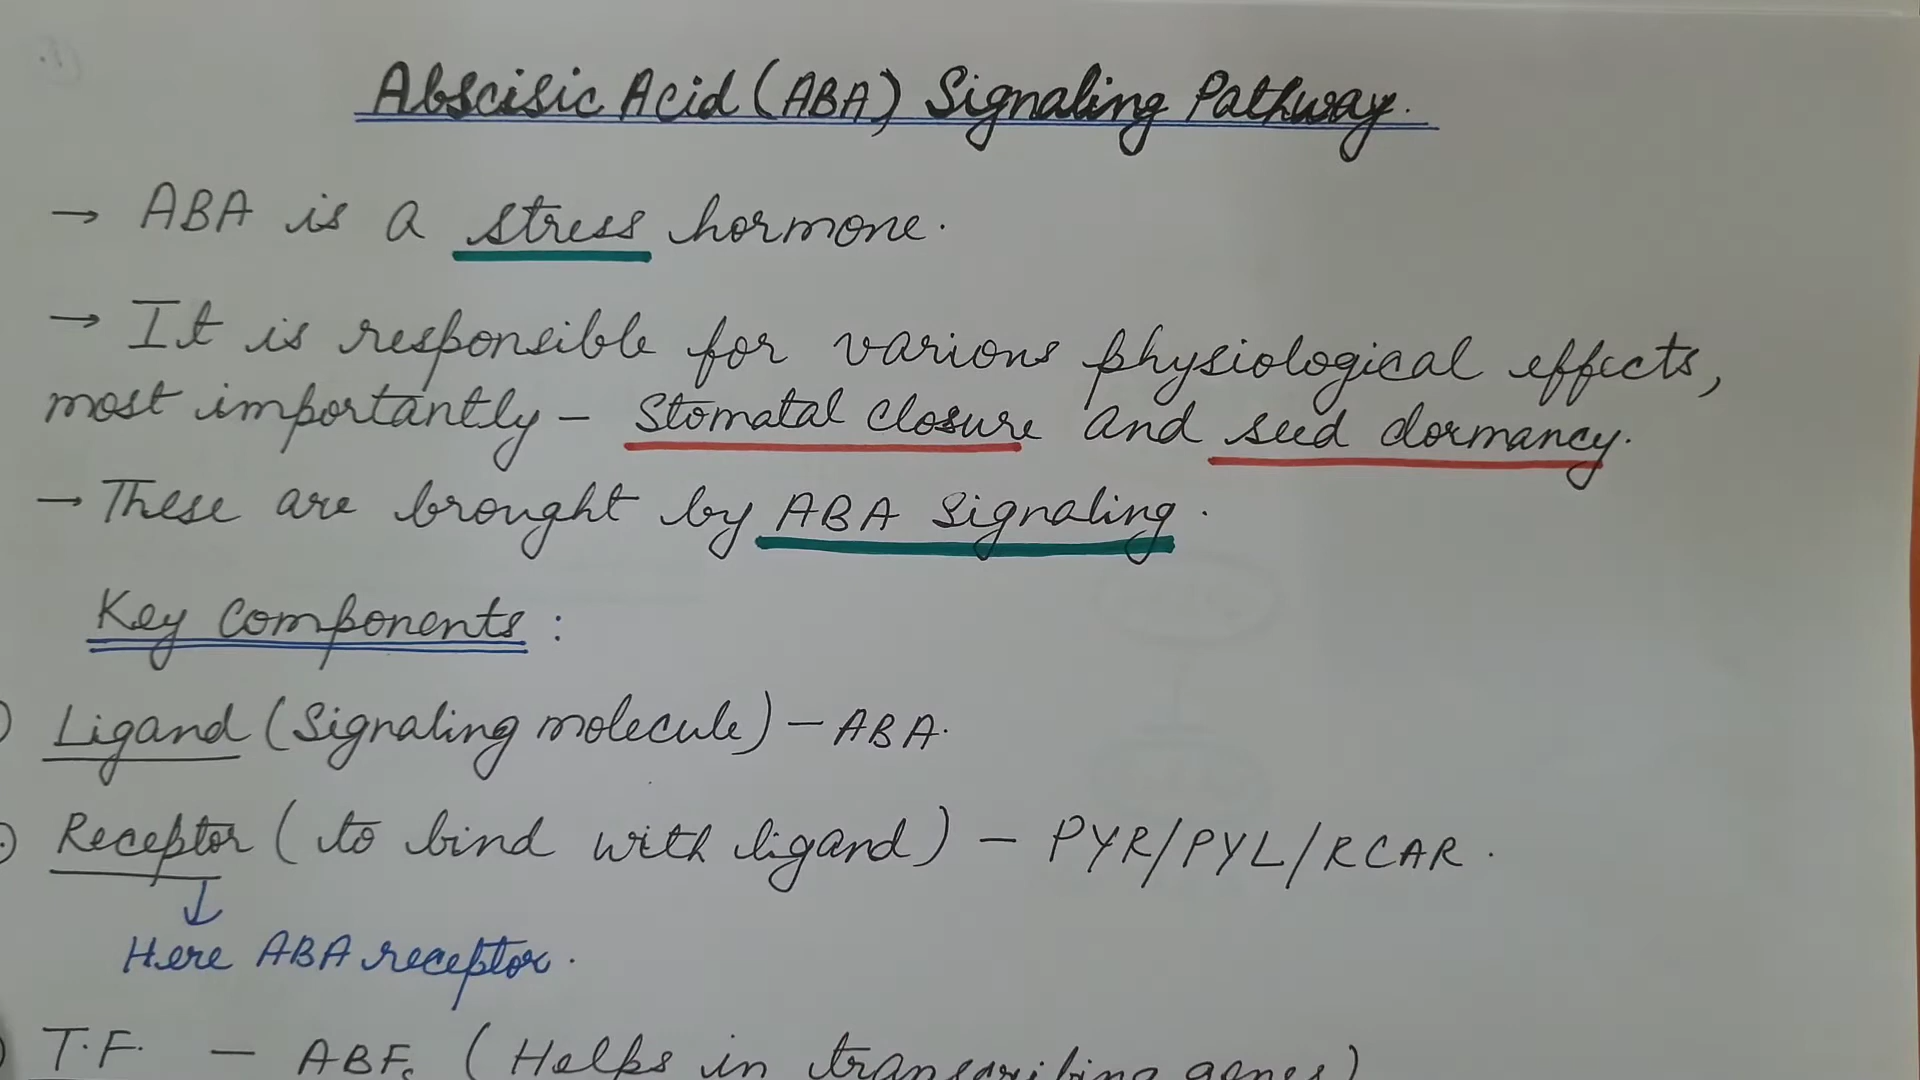 Abscisic Acid (ABA) Signaling Pathway.
→ ABA is a stress hormone.
→ It is responsible for various physiological effects,
most importantly – Stomatal closure and seed dormancy.
→ These are brought by ABA Signaling.
Key Components :
Ligand (Signaling molecule) – ABA.
Receptor (to bind with ligand) – PYR/PYL/RCAR.
↓
Here ABA receptor.
T.F. – ABFs (Helps in transcribing genes)